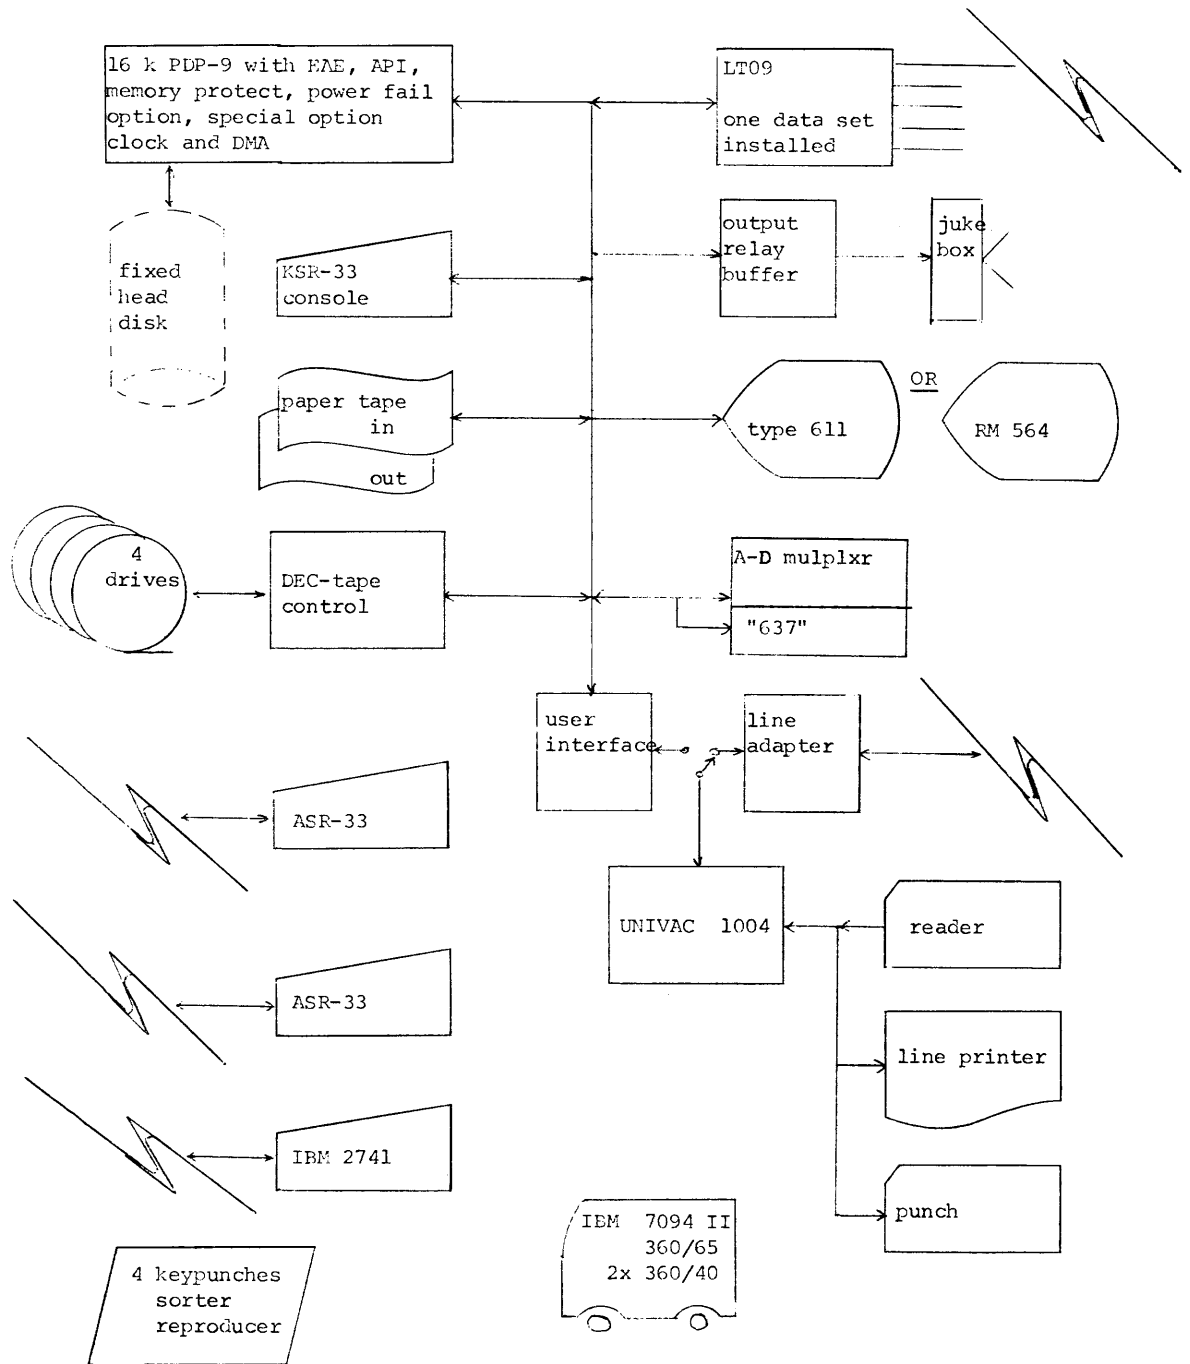 16 k PDP-9 with EAE, API,
memory protect, power fail
option, special option
clock and DMA
LT09
one data set
installed
fixed
head
disk
KSR-33
console
output
relay
buffer
juke
box
paper tape
in
out
type 611
OR
RM 564
4
drives
DEC-tape
control
A-D mulplxr
"637"
user
interface
line
adapter
ASR-33
UNIVAC 1004
reader
ASR-33
line printer
IBM 2741
punch
IBM 7094 II
360/65
2x 360/40
4 keypunches
sorter
reproducer